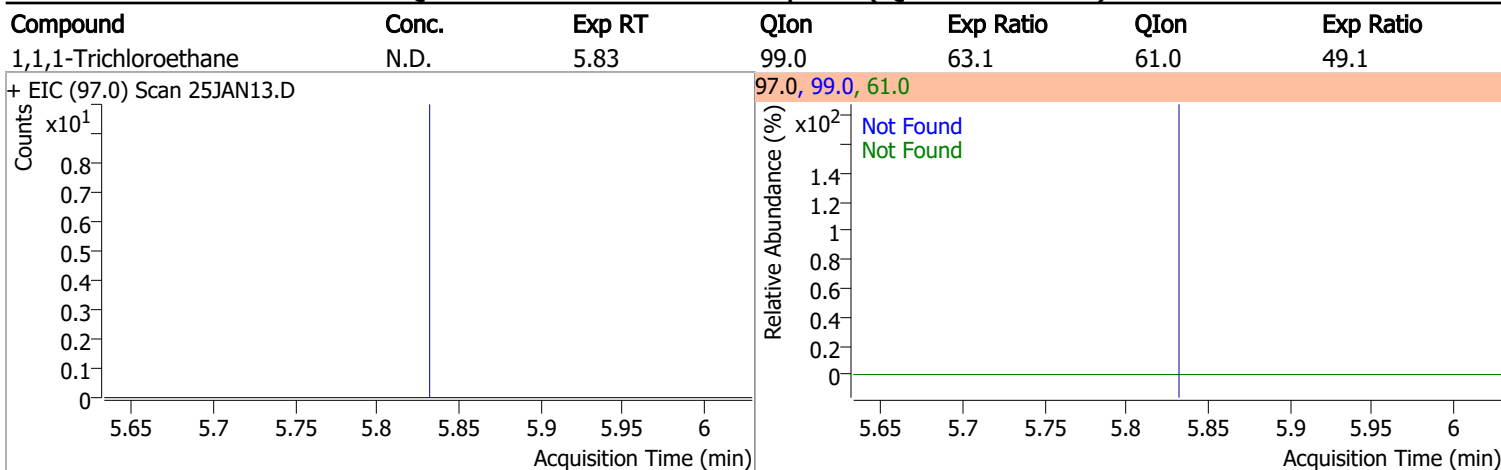 Compound Conc. Exp RT QIon Exp Ratio QIon Exp Ratio
1,1,1-Trichloroethane N.D. 5.83 99.0 63.1 61.0 49.1
+ EIC (97.0) Scan 25JAN13.D
Counts
x10^1
0.8
0.7
0.6
0.5
0.4
0.3
0.2
0.1
0
5.65 5.7 5.75 5.8 5.85 5.9 5.95 6
Acquisition Time (min)
97.0, 99.0, 61.0
Relative Abundance (%)
x10^2
Not Found
Not Found
1.4
1.2
1
0.8
0.6
0.4
0.2
0
5.65 5.7 5.75 5.8 5.85 5.9 5.95 6
Acquisition Time (min)